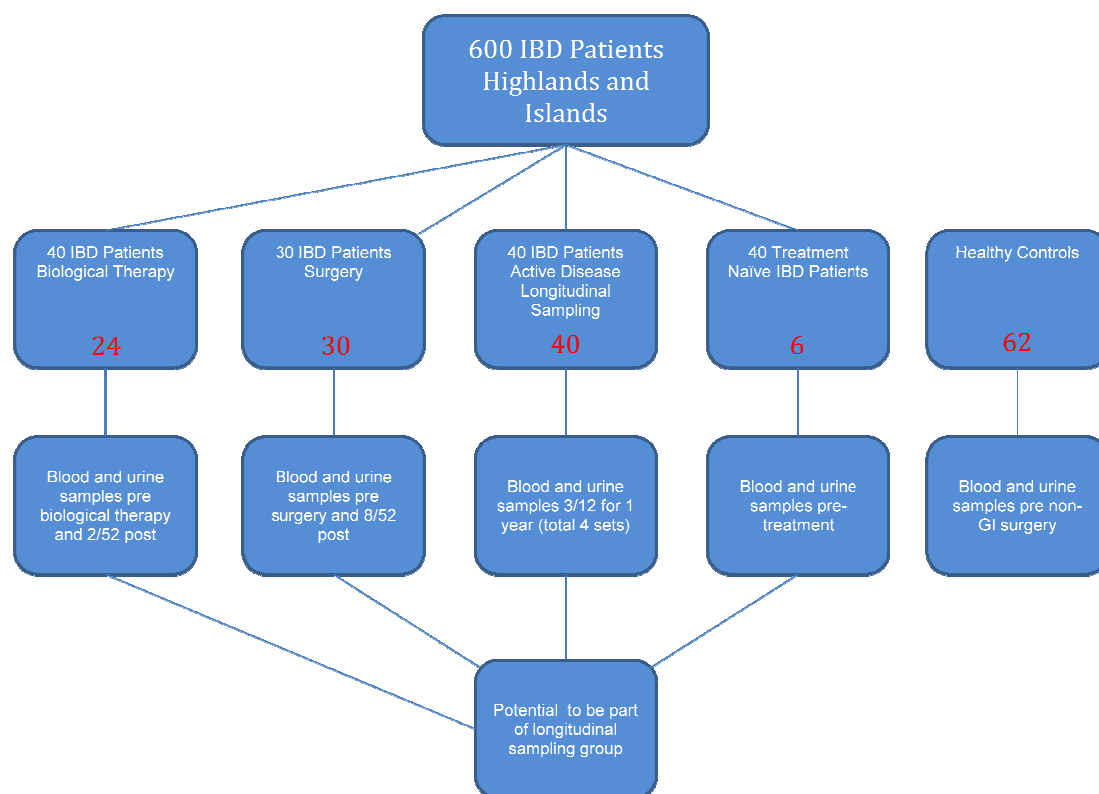 600 IBD Patients
Highlands and
Islands
40 IBD Patients
Biological Therapy
24
30 IBD Patients
Surgery
30
40 IBD Patients
Active Disease
Longitudinal
Sampling
40
40 Treatment
Naïve IBD Patients
6
Healthy Controls
62
Blood and urine
samples pre
biological therapy
and 2/52 post
Blood and urine
samples pre
surgery and 8/52
post
Blood and urine
samples 3/12 for 1
year (total 4 sets)
Blood and urine
samples pre-
treatment
Blood and urine
samples pre non-
GI surgery
Potential to be part
of longitudinal
sampling group